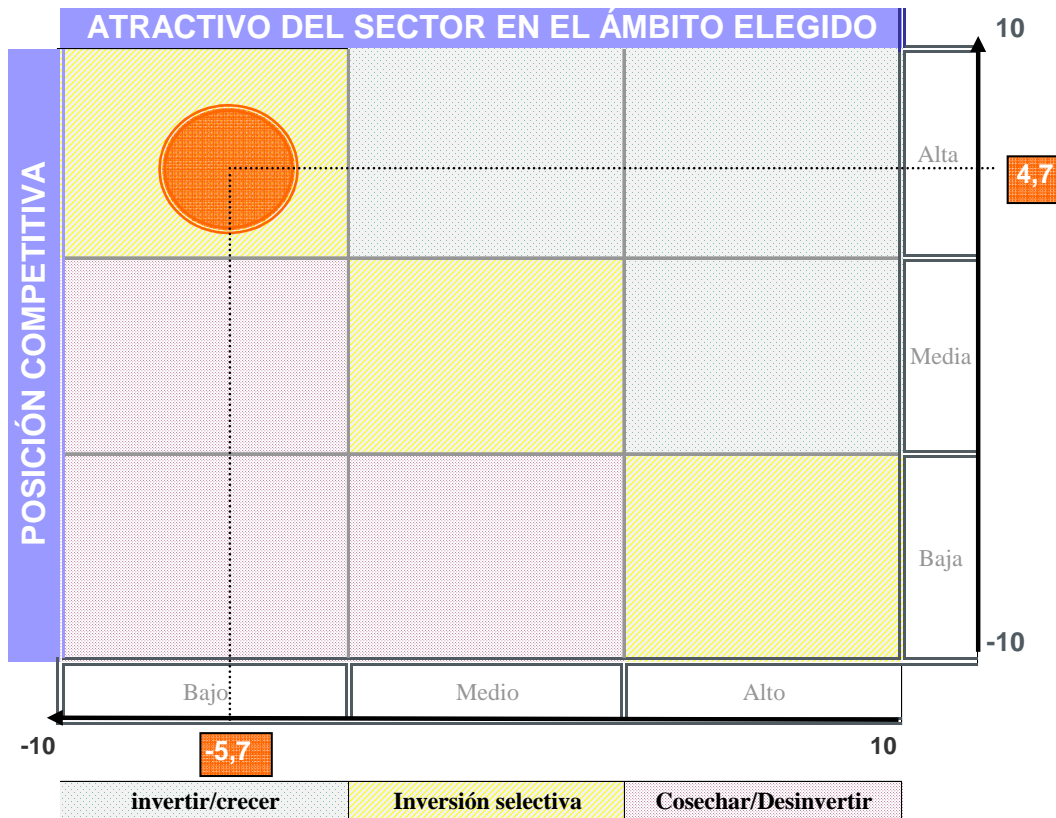 ATRACTIVO DEL SECTOR EN EL ÁMBITO ELEGIDO
10
POSICIÓN COMPETITIVA
Alta
4,7
Media
Baja
-10
Bajo
Medio
Alto
-10
-5,7
10
invertir/crecer
Inversión selectiva
Cosechar/Desinvertir